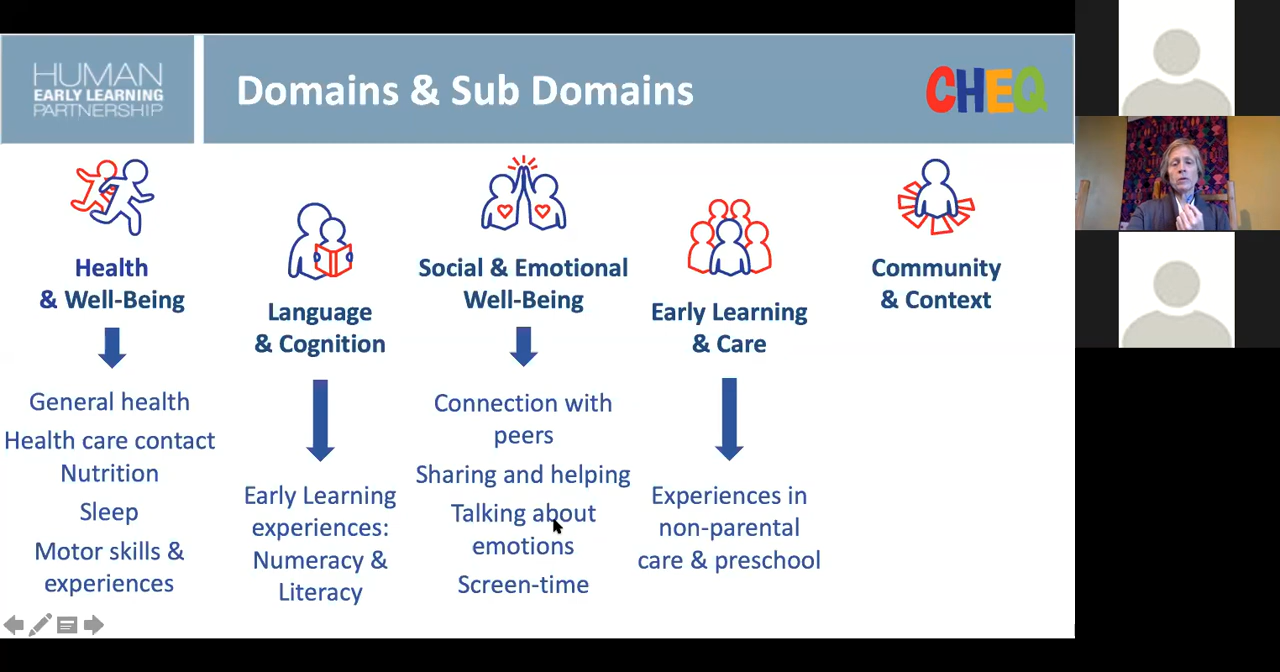 HUMAN
EARLY LEARNING
PARTNERSHIP
Domains & Sub Domains
CHEQ
Health
& Well-Being
General health
Health care contact
Nutrition
Sleep
Motor skills &
experiences
Language
& Cognition
Early Learning
experiences:
Numeracy &
Literacy
Social & Emotional
Well-Being
Connection with
peers
Sharing and helping
Talking about
emotions
Screen-time
Early Learning
& Care
Experiences in
non-parental
care & preschool
Community
& Context